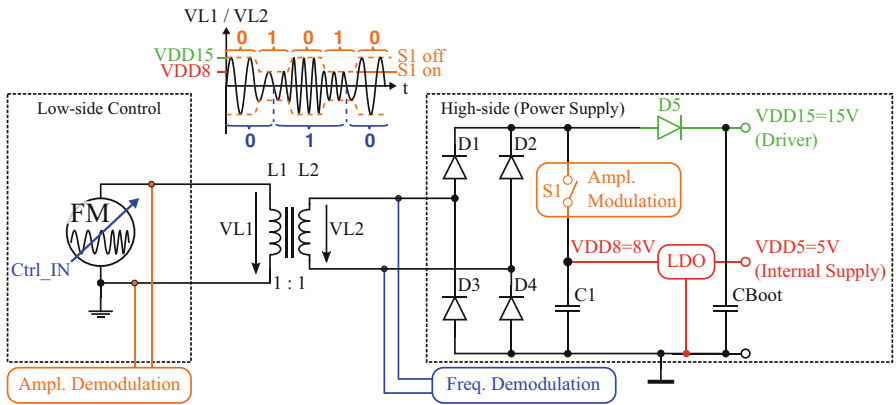 VL1 / VL2
0 1 0 1 0
VDD15
S1 off
VDD8
S1 on
t
0 1 0
Low-side Control
High-side (Power Supply)
D5
VDD15=15V
(Driver)
D1
D2
L1 L2
S1
Ampl.
Modulation
FM
VL1
VL2
Ctrl_IN
VDD8=8V
LDO
VDD5=5V
(Internal Supply)
1 : 1
D3
D4
C1
CBoot
Ampl. Demodulation
Freq. Demodulation